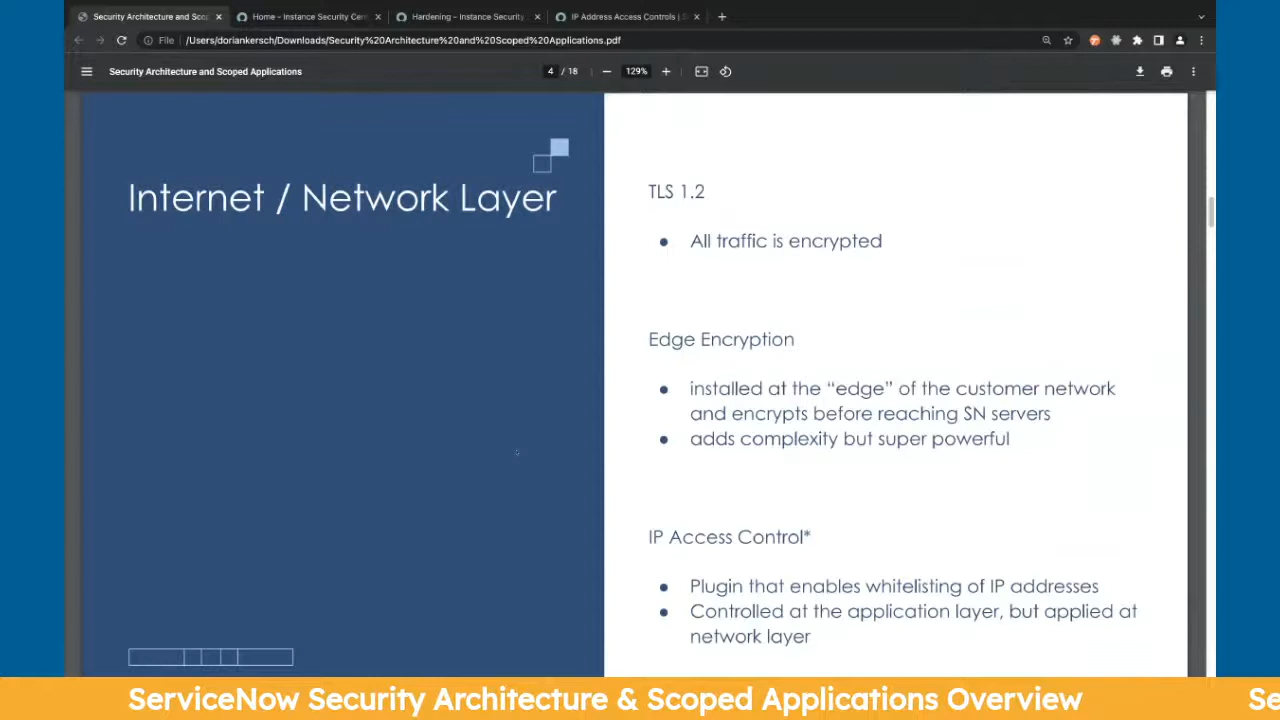 Security Architecture and Sco
Home - Instance Security Cen
Hardening - Instance Security
IP Address Access Controls | S
File
/Users/doriankersch/Downloads/Security%20Architecture%20and%20Scoped%20Applications.pdf
Security Architecture and Scoped Applications
4 / 18
129%
Internet / Network Layer
TLS 1.2
● All traffic is encrypted
Edge Encryption
● installed at the “edge” of the customer network
and encrypts before reaching SN servers
● adds complexity but super powerful
IP Access Control*
● Plugin that enables whitelisting of IP addresses
● Controlled at the application layer, but applied at
network layer
ServiceNow Security Architecture & Scoped Applications Overview
Se